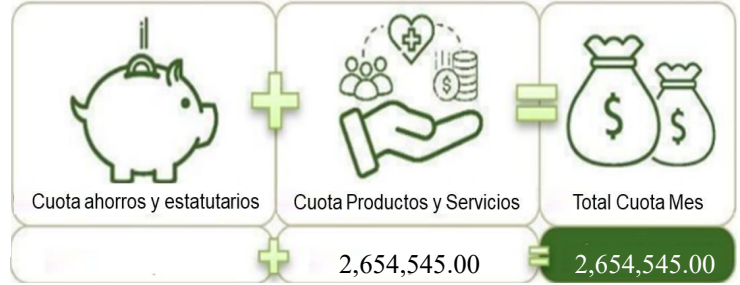 Cuota ahorros y estatutarios
Cuota Productos y Servicios
Total Cuota Mes
2,654,545.00
2,654,545.00